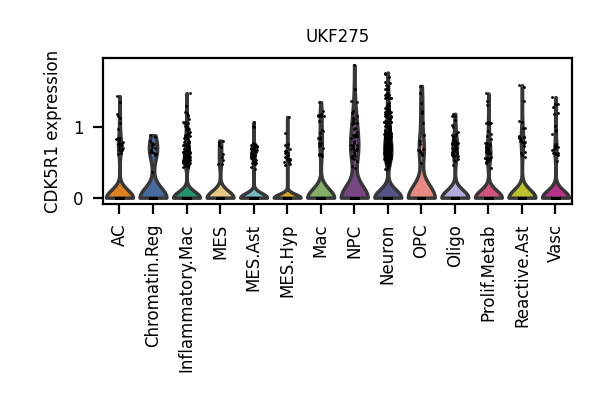 UKF275
CDK5R1 expression
1
0
AC
Chromatin.Reg
Inflammatory.Mac
MES
MES.Ast
MES.Hyp
Mac
NPC
Neuron
OPC
Oligo
Prolif.Metab
Reactive.Ast
Vasc